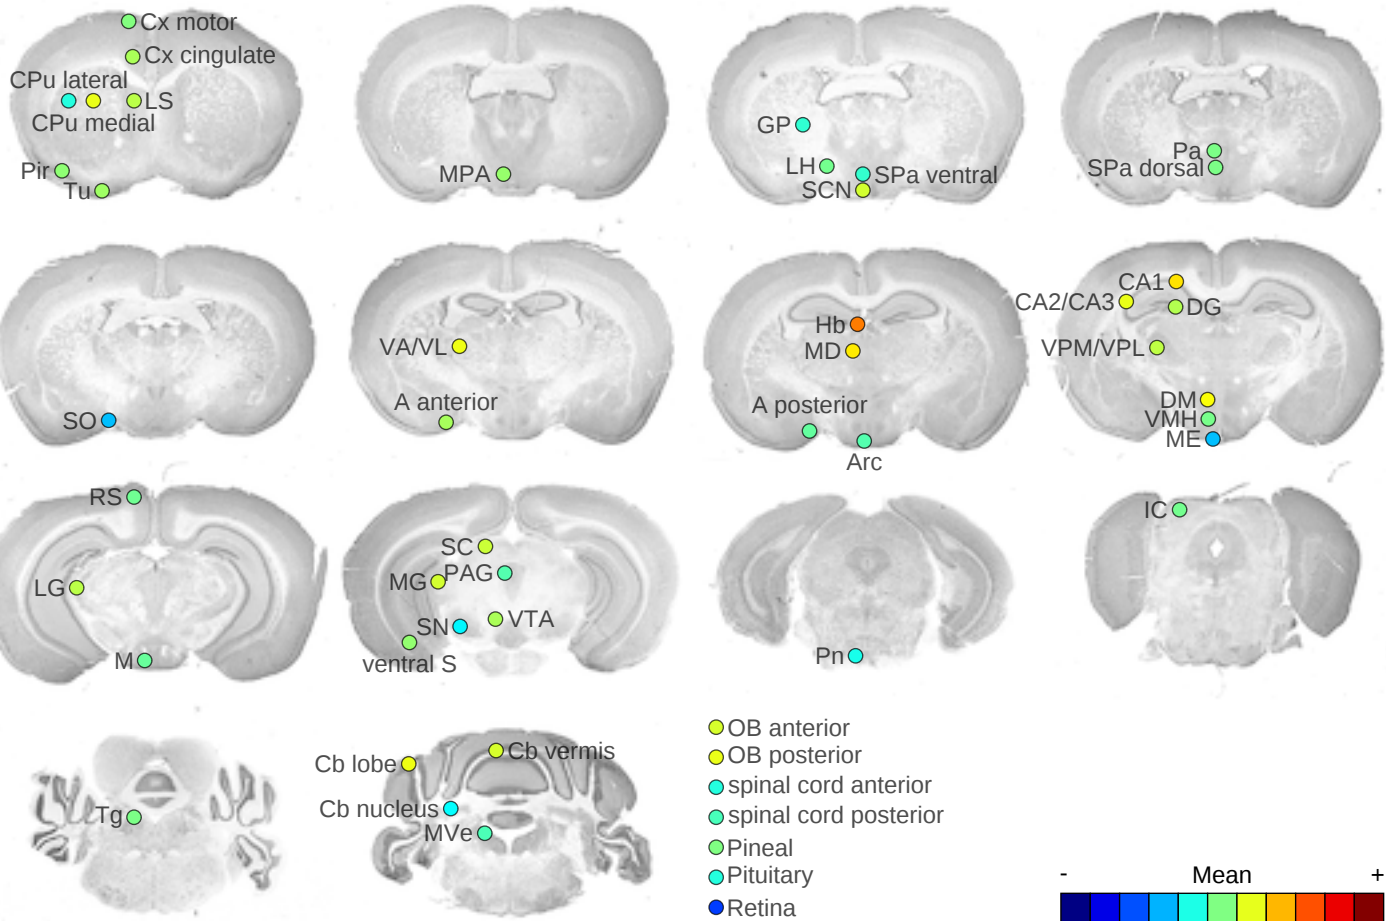 Cx motor
Cx cingulate
CPu lateral
LS
CPu medial
Pir
Tu
MPA
GP
LH
SPa ventral
SCN
Pa
SPa dorsal
SO
VA/VL
A anterior
Hb
MD
A posterior
Arc
CA1
CA2/CA3
DG
VPM/VPL
DM
VMH
ME
RS
LG
M
SC
MG
PAG
SN
VTA
ventral S
Pn
IC
Tg
Cb lobe
Cb vermis
Cb nucleus
MVe
OB anterior
OB posterior
spinal cord anterior
spinal cord posterior
Pineal
Pituitary
Retina
- Mean +